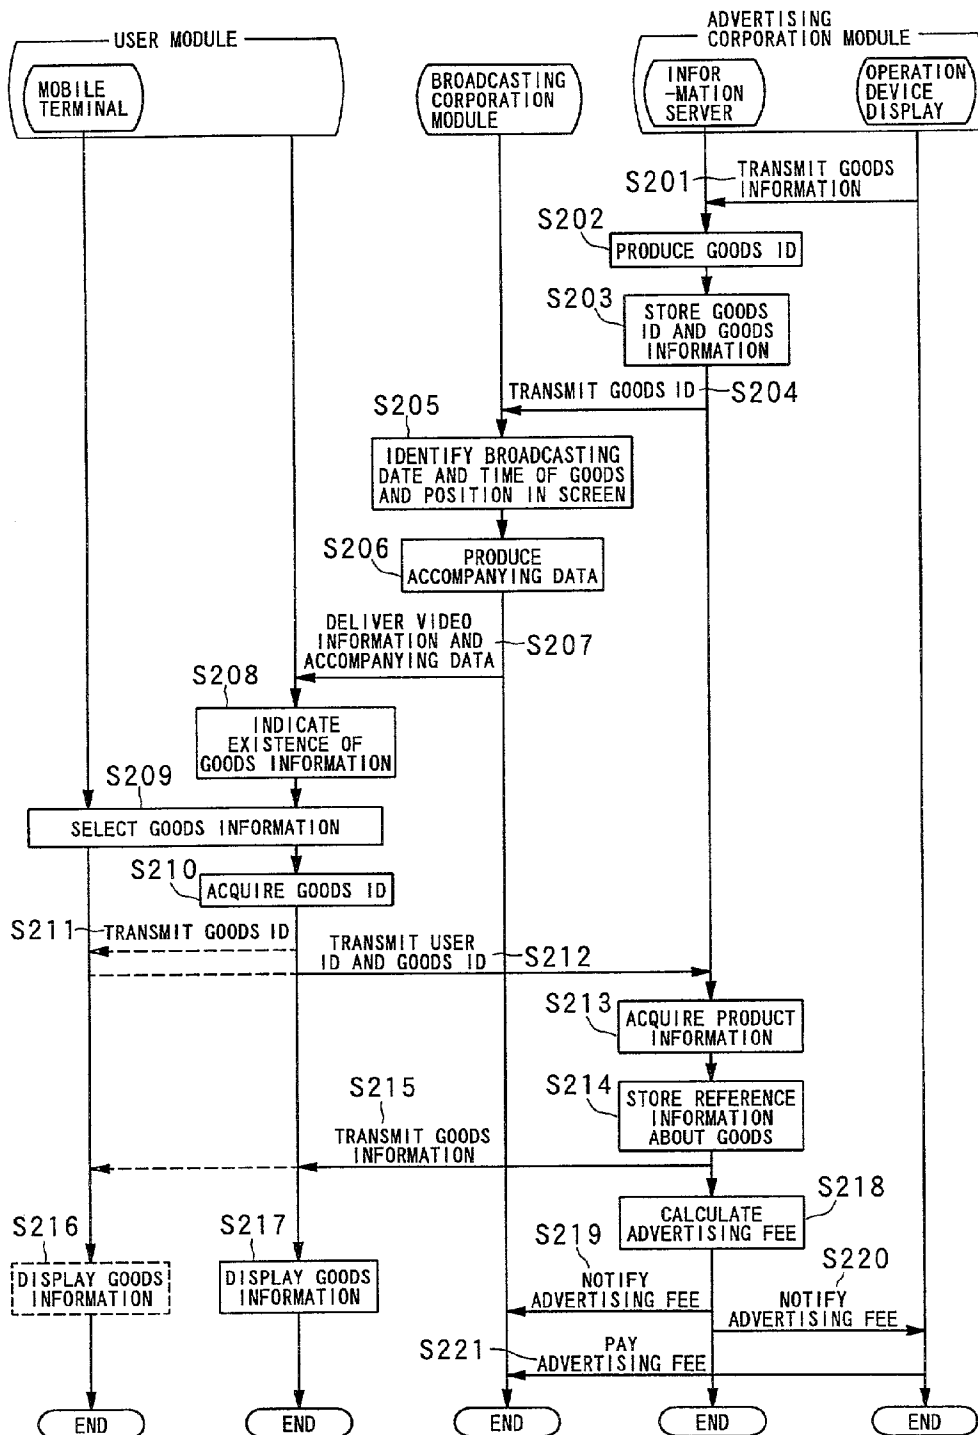 USER MODULE
MOBILE
TERMINAL
BROADCASTING
CORPORATION
MODULE
ADVERTISING
CORPORATION MODULE
INFOR
-MATION
SERVER
OPERATION
DEVICE
DISPLAY
S201
TRANSMIT GOODS
INFORMATION
S202
PRODUCE GOODS ID
S203
STORE GOODS
ID AND GOODS
INFORMATION
TRANSMIT GOODS ID
S204
S205
IDENTIFY BROADCASTING
DATE AND TIME OF GOODS
AND POSITION IN SCREEN
S206
PRODUCE
ACCOMPANYING DATA
DELIVER VIDEO
INFORMATION AND
ACCOMPANYING DATA
S207
S208
INDICATE
EXISTENCE OF
GOODS INFORMATION
S209
SELECT GOODS INFORMATION
S210
ACQUIRE GOODS ID
S211
TRANSMIT GOODS ID
TRANSMIT USER
ID AND GOODS ID
S212
S213
ACQUIRE PRODUCT
INFORMATION
S214
STORE REFERENCE
INFORMATION
ABOUT GOODS
S215
TRANSMIT GOODS
INFORMATION
S218
CALCULATE
ADVERTISING FEE
S216
DISPLAY GOODS
INFORMATION
S217
DISPLAY GOODS
INFORMATION
S219
NOTIFY
ADVERTISING FEE
S220
NOTIFY
ADVERTISING FEE
S221
PAY
ADVERTISING FEE
END
END
END
END
END